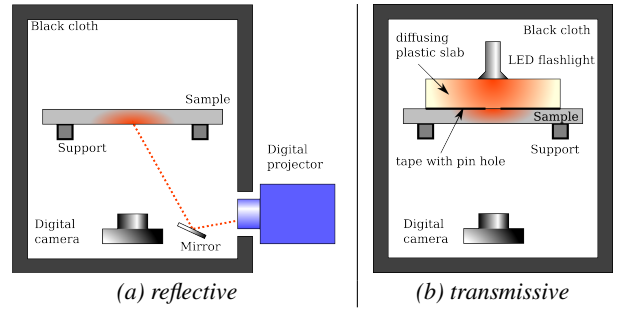 Black cloth
Sample
Support
Digital
projector
Digital
camera
Mirror
(a) reflective
Black cloth
diffusing
plastic slab
LED flashlight
Sample
Support
tape with pin hole
Digital
camera
(b) transmissive